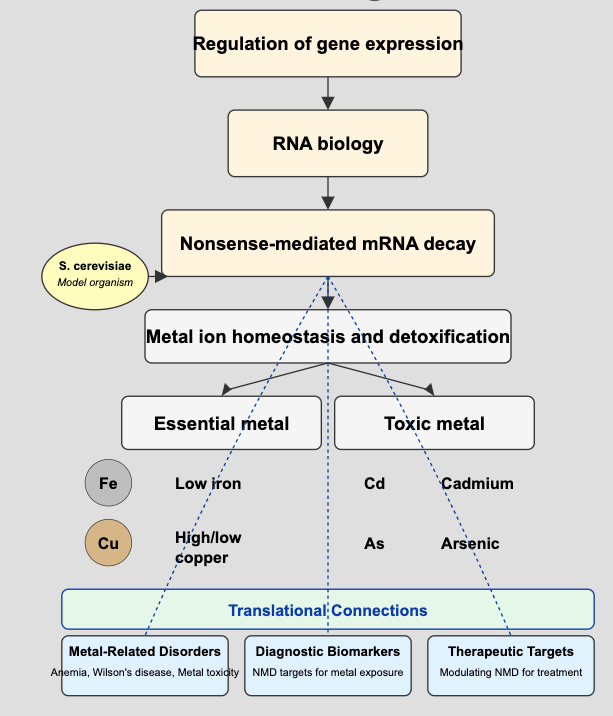 Regulation of gene expression
RNA biology
Nonsense-mediated mRNA decay
S. cerevisiae
Model organism
Metal ion homeostasis and detoxification
Essential metal
Toxic metal
Fe
Low iron
Cd
Cadmium
Cu
High/low
copper
As
Arsenic
Translational Connections
Metal-Related Disorders
Anemia, Wilson's disease, Metal toxicity
Diagnostic Biomarkers
NMD targets for metal exposure
Therapeutic Targets
Modulating NMD for treatment